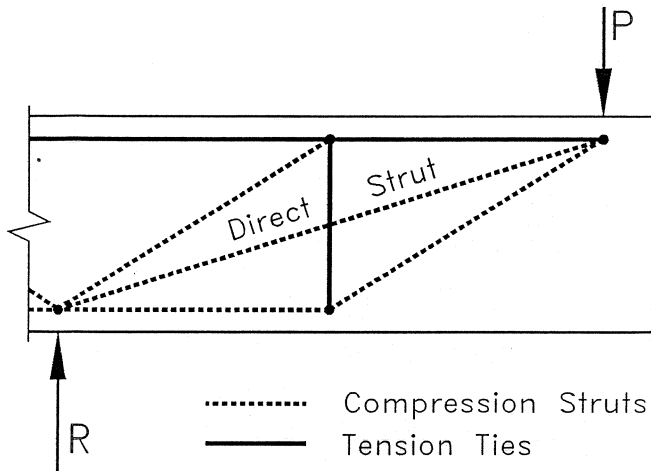 P
Direct Strut
R
Compression Struts
Tension Ties